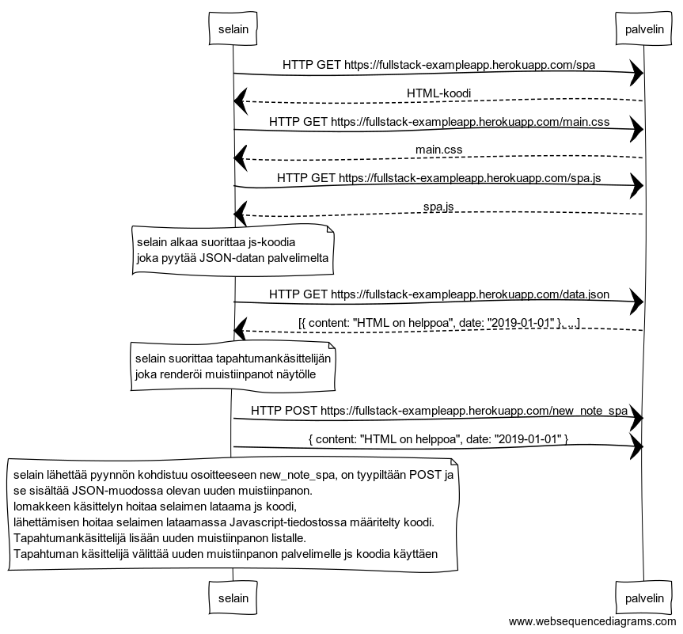 selain
palvelin
HTTP GET https://fullstack-exampleapp.herokuapp.com/spa
HTML-koodi
HTTP GET https://fullstack-exampleapp.herokuapp.com/main.css
main.css
HTTP GET https://fullstack-exampleapp.herokuapp.com/spa.js
spa.js
selain alkaa suorittaa js-koodia
joka pyytää JSON-datan palvelimelta
HTTP GET https://fullstack-exampleapp.herokuapp.com/data.json
[{ content: "HTML on helppoa", date: "2019-01-01" }, ...]
selain suorittaa tapahtumankäsittelijän
joka renderöi muistiinpanot näytölle
HTTP POST https://fullstack-exampleapp.herokuapp.com/new_note_spa
{ content: "HTML on helppoa", date: "2019-01-01" }
selain lähettää pyynnön kohdistuu osoitteeseen new_note_spa, on tyypiltään POST ja
se sisältää JSON-muodossa olevan uuden muistiinpanon.
lomakkeen käsittelyn hoitaa selaimen lataama js koodi,
lähettämisen hoitaa selaimen lataamassa Javascript-tiedostossa määritelty koodi.
Tapahtumankäsittelijä lisään uuden muistiinpanon listalle.
Tapahtuman käsittelijä välittää uuden muistiinpanon palvelimelle js koodia käyttäen
selain
palvelin
www.websequencediagrams.com